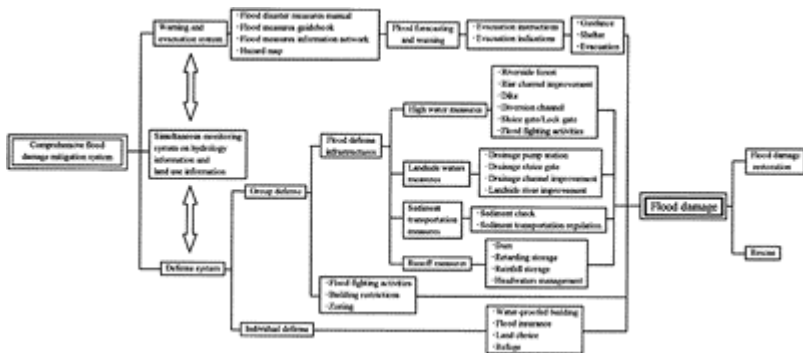 Comprehensive flood
damage mitigation system
Warning and
evacuation system
Simultaneous monitoring
system on hydrology
information and
land use information
Defense system
・Flood disaster measures manual
・Flood measures guidebook
・Flood measures information network
・Hazard map
Flood forecasting
and warning
・Evacuation instructions
・Evacuation indications
・Guidance
・Shelter
・Evacuation
Group defense
Individual defense
Flood defense
infrastructures
・Flood fighting activities
・Building restrictions
・Zoning
High water measures
・Riverside forest
・River channel improvement
・Dike
・Diversion channel
・Sluice gate/Lock gate
・Flood fighting activities
Landside waters
measures
・Drainage pump station
・Drainage sluice gate
・Drainage channel improvement
・Landside river improvement
Sediment
transportation
measures
・Sediment check
・Sediment transportation regulation
Runoff measures
・Dam
・Retarding storage
・Rainfall storage
・Headwaters management
・Water-proofed building
・Flood insurance
・Land choice
・Refuge
Flood damage
Flood damage
restoration
Rescue